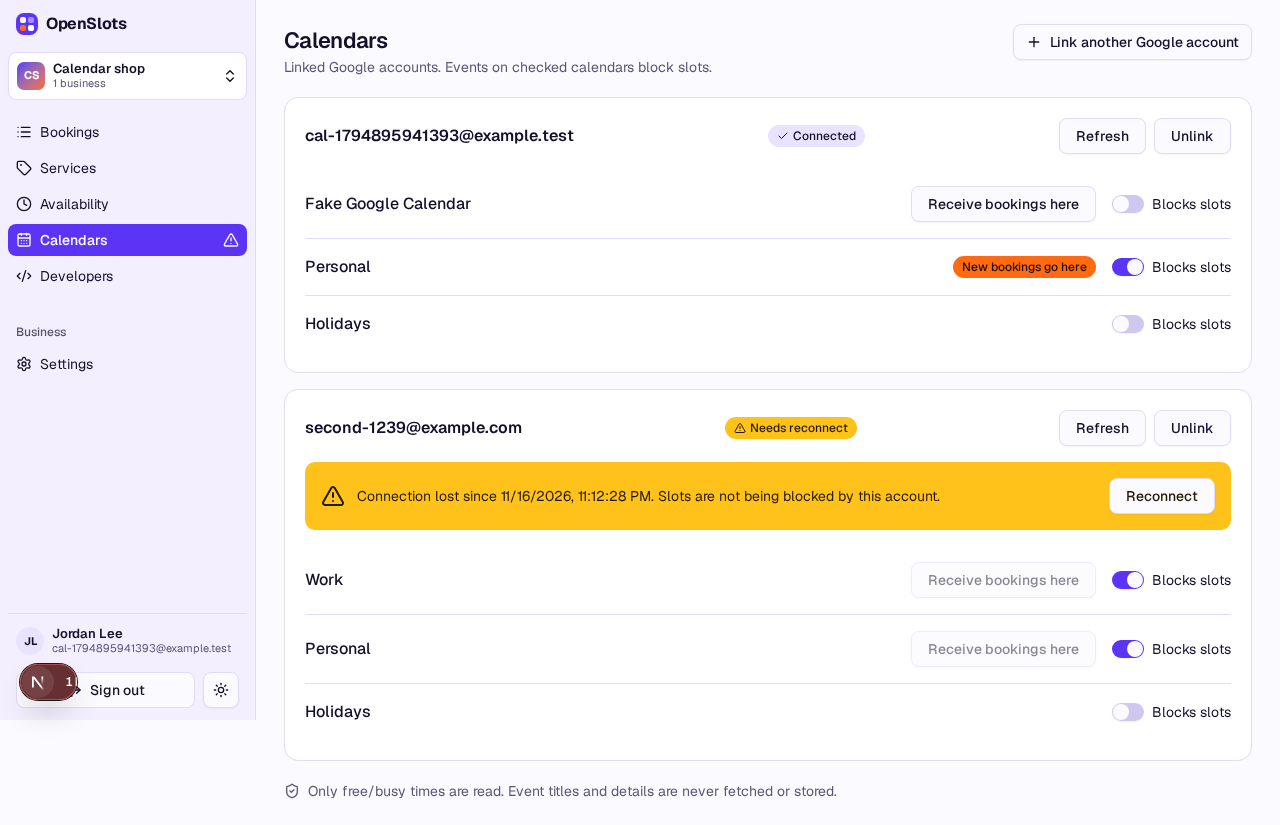 OpenSlots
CS
Calendar shop
1 business
Bookings
Services
Availability
Calendars
Developers
Business
Settings
JL
Jordan Lee
cal-1794895941393@example.test
N 1
Sign out
Calendars
Linked Google accounts. Events on checked calendars block slots.
Link another Google account
cal-1794895941393@example.test
Connected
Refresh
Unlink
Fake Google Calendar
Receive bookings here
Blocks slots
Personal
New bookings go here
Blocks slots
Holidays
Blocks slots
second-1239@example.com
Needs reconnect
Refresh
Unlink
Connection lost since 11/16/2026, 11:12:28 PM. Slots are not being blocked by this account.
Reconnect
Work
Receive bookings here
Blocks slots
Personal
Receive bookings here
Blocks slots
Holidays
Blocks slots
Only free/busy times are read. Event titles and details are never fetched or stored.